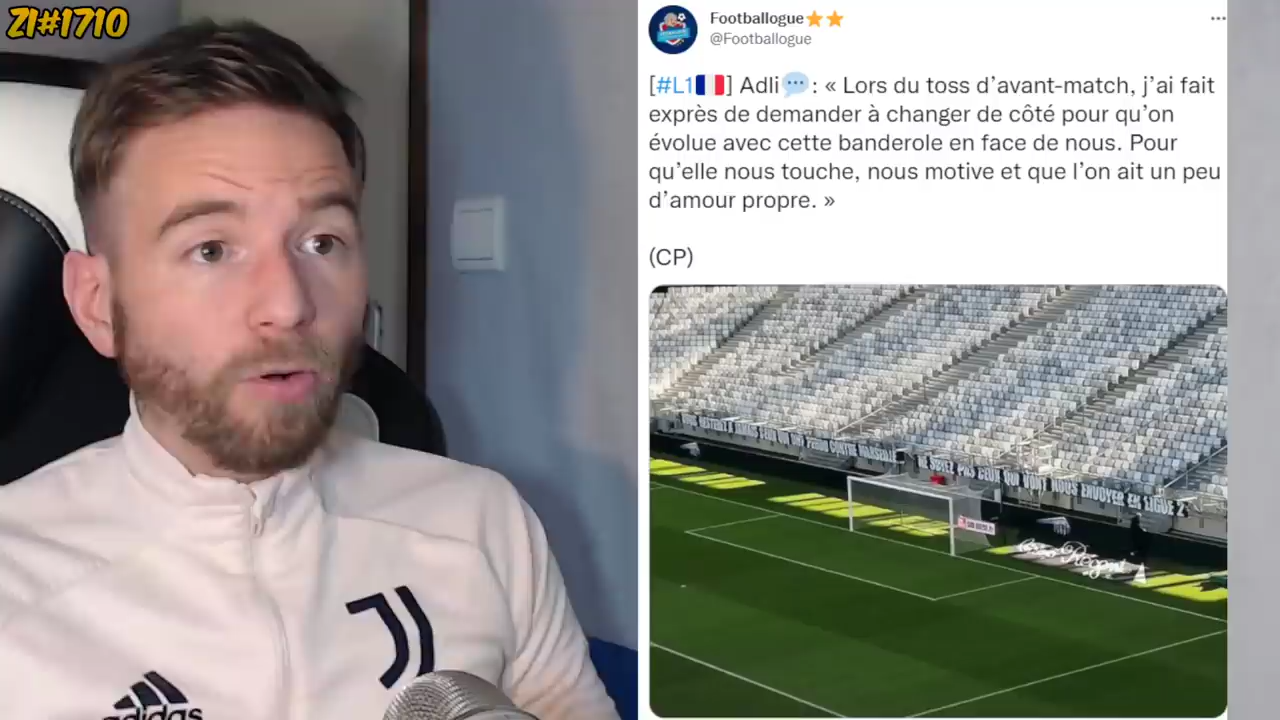 ZI#1710
Footballogue
@Footballogue
[#L1] Adli : « Lors du toss d’avant-match, j’ai fait
exprès de demander à changer de côté pour qu’on
évolue avec cette banderole en face de nous. Pour
qu’elle nous touche, nous motive et que l’on ait un peu
d’amour propre. »
(CP)
NE SOYEZ PAS CEUX QUI VONT NOUS ENVOYER EN LIGUE 2
adidas